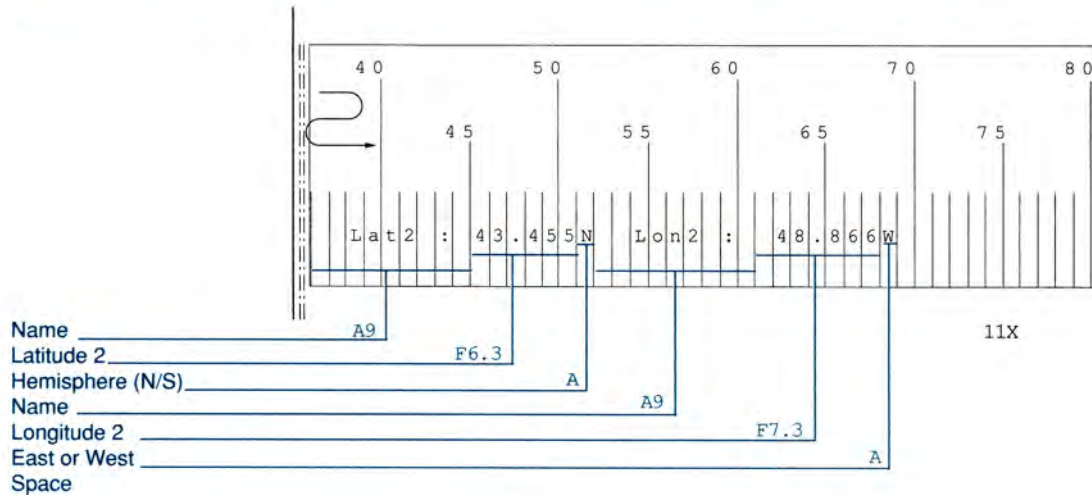 40 50 60 70 80
45 55 65 75
Lat2 : 43.455N Lon2 : 48.866W
11X
Name A9
Latitude 2 F6.3
Hemisphere (N/S) A
Name A9
Longitude 2 F7.3
East or West A
Space